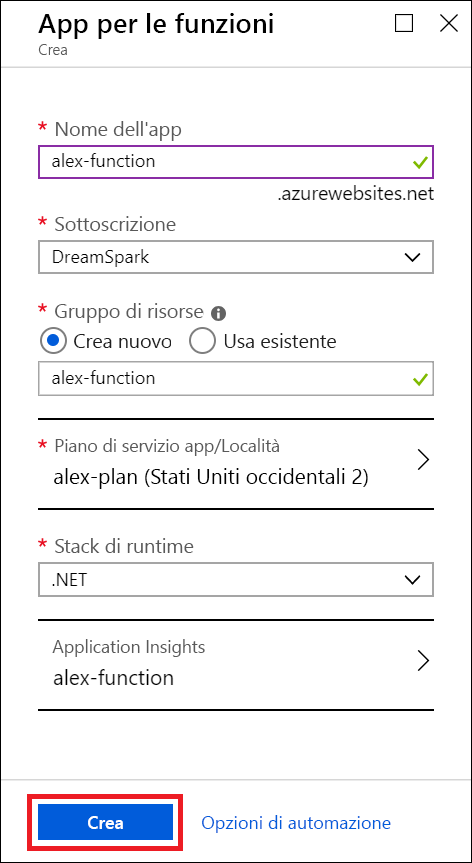 App per le funzioni
Crea
* Nome dell'app
alex-function
.azurewebsites.net
* Sottoscrizione
DreamSpark
* Gruppo di risorse
Crea nuovo Usa esistente
alex-function
* Piano di servizio app/Località
alex-plan (Stati Uniti occidentali 2)
* Stack di runtime
.NET
Application Insights
alex-function
Crea Opzioni di automazione